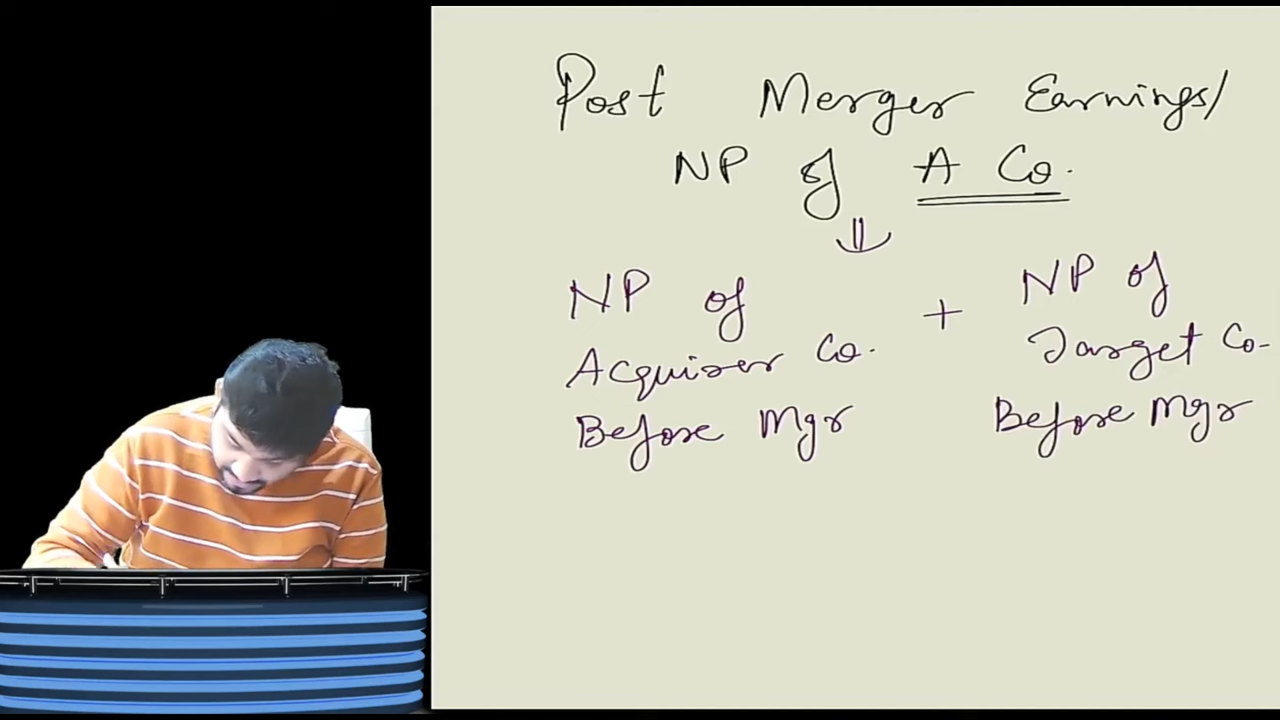 Post Merger Earnings/
NP of A Co.
NP of + NP of
Acquirer Co. Target Co.
Before Mgr Before Mgr